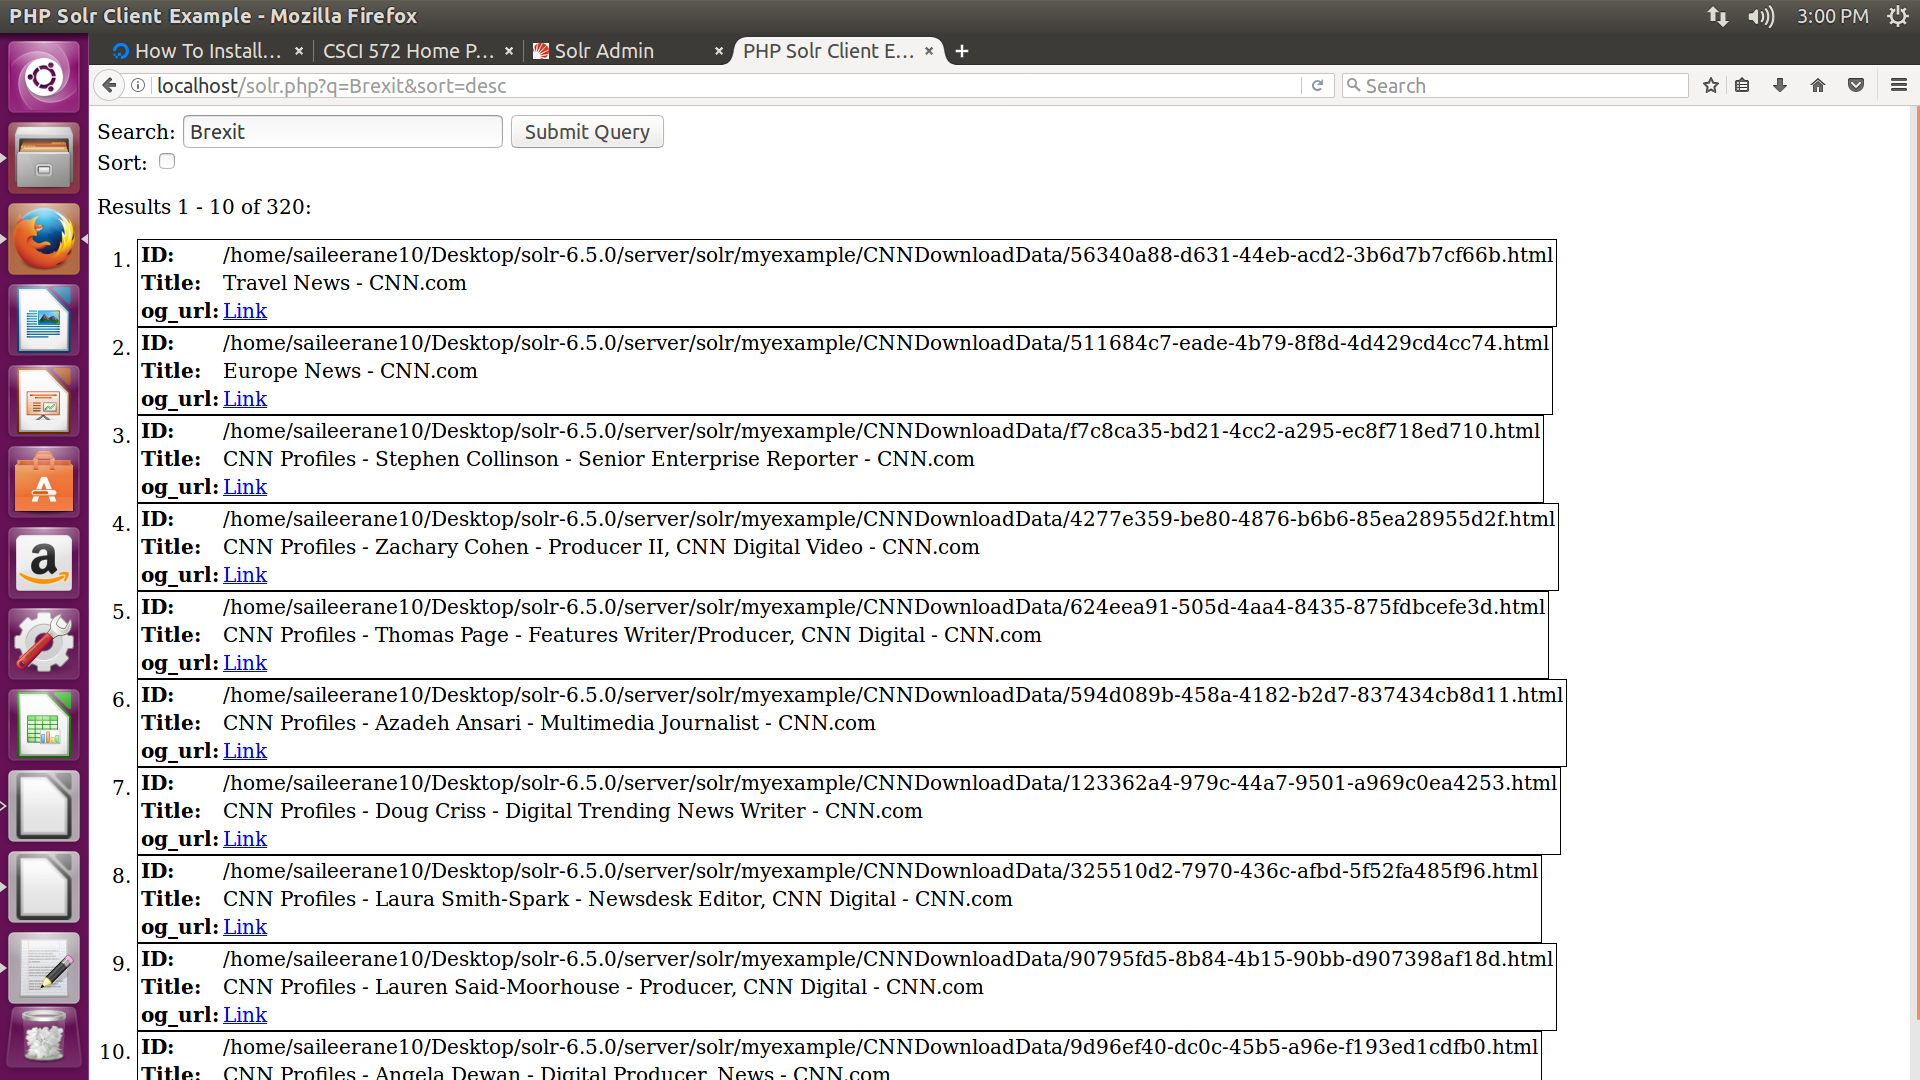 PHP Solr Client Example - Mozilla Firefox
3:00 PM
How To Install...
CSCI 572 Home P...
Solr Admin
PHP Solr Client E...
localhost/solr.php?q=Brexit&sort=desc
Search
Search: Brexit Submit Query
Sort:
Results 1 - 10 of 320:
1. ID: /home/saileerane10/Desktop/solr-6.5.0/server/solr/myexample/CNNDownloadData/56340a88-d631-44eb-acd2-3b6d7b7cf66b.html
Title: Travel News - CNN.com
og_url: Link
2. ID: /home/saileerane10/Desktop/solr-6.5.0/server/solr/myexample/CNNDownloadData/511684c7-eade-4b79-8f8d-4d429cd4cc74.html
Title: Europe News - CNN.com
og_url: Link
3. ID: /home/saileerane10/Desktop/solr-6.5.0/server/solr/myexample/CNNDownloadData/f7c8ca35-bd21-4cc2-a295-ec8f718ed710.html
Title: CNN Profiles - Stephen Collinson - Senior Enterprise Reporter - CNN.com
og_url: Link
4. ID: /home/saileerane10/Desktop/solr-6.5.0/server/solr/myexample/CNNDownloadData/4277e359-be80-4876-b6b6-85ea28955d2f.html
Title: CNN Profiles - Zachary Cohen - Producer II, CNN Digital Video - CNN.com
og_url: Link
5. ID: /home/saileerane10/Desktop/solr-6.5.0/server/solr/myexample/CNNDownloadData/624eea91-505d-4aa4-8435-875fdbcefe3d.html
Title: CNN Profiles - Thomas Page - Features Writer/Producer, CNN Digital - CNN.com
og_url: Link
6. ID: /home/saileerane10/Desktop/solr-6.5.0/server/solr/myexample/CNNDownloadData/594d089b-458a-4182-b2d7-837434cb8d11.html
Title: CNN Profiles - Azadeh Ansari - Multimedia Journalist - CNN.com
og_url: Link
7. ID: /home/saileerane10/Desktop/solr-6.5.0/server/solr/myexample/CNNDownloadData/123362a4-979c-44a7-9501-a969c0ea4253.html
Title: CNN Profiles - Doug Criss - Digital Trending News Writer - CNN.com
og_url: Link
8. ID: /home/saileerane10/Desktop/solr-6.5.0/server/solr/myexample/CNNDownloadData/325510d2-7970-436c-afbd-5f52fa485f96.html
Title: CNN Profiles - Laura Smith-Spark - Newsdesk Editor, CNN Digital - CNN.com
og_url: Link
9. ID: /home/saileerane10/Desktop/solr-6.5.0/server/solr/myexample/CNNDownloadData/90795fd5-8b84-4b15-90bb-d907398af18d.html
Title: CNN Profiles - Lauren Said-Moorhouse - Producer, CNN Digital - CNN.com
og_url: Link
10. ID: /home/saileerane10/Desktop/solr-6.5.0/server/solr/myexample/CNNDownloadData/9d96ef40-dc0c-45b5-a96e-f193ed1cdfb0.html
Title: CNN Profiles - Angela Dewan - Digital Producer, News - CNN.com